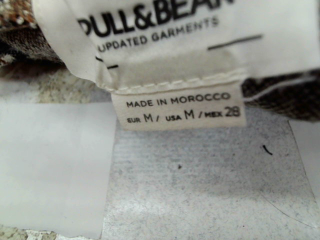 PULL&BEAR
UPDATED GARMENTS
MADE IN MOROCCO
EUR M / USA M / MEX 28